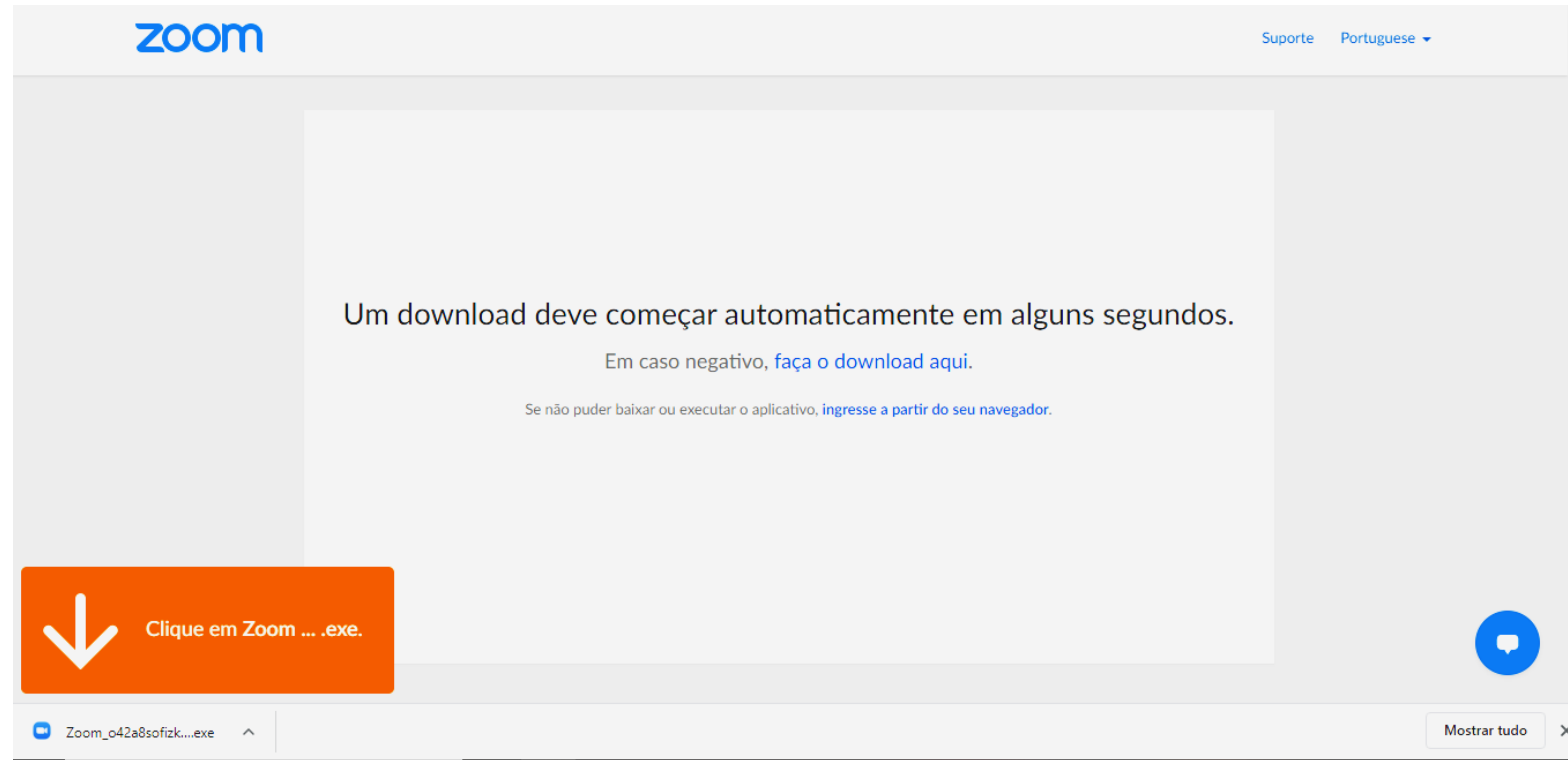 zoom
Suporte Portuguese
Um download deve começar automaticamente em alguns segundos.
Em caso negativo, faça o download aqui.
Se não puder baixar ou executar o aplicativo, ingresse a partir do seu navegador.
Clique em Zoom ... .exe.
Zoom_o42a8sofizk....exe
Mostrar tudo